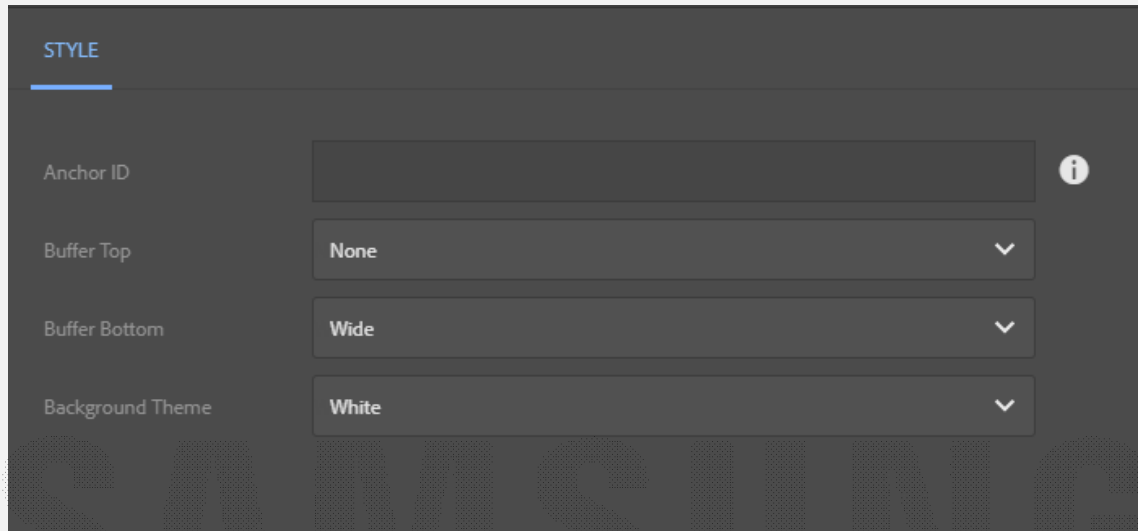 STYLE
Anchor ID
Buffer Top None
Buffer Bottom Wide
Background Theme White
SAMSUNG